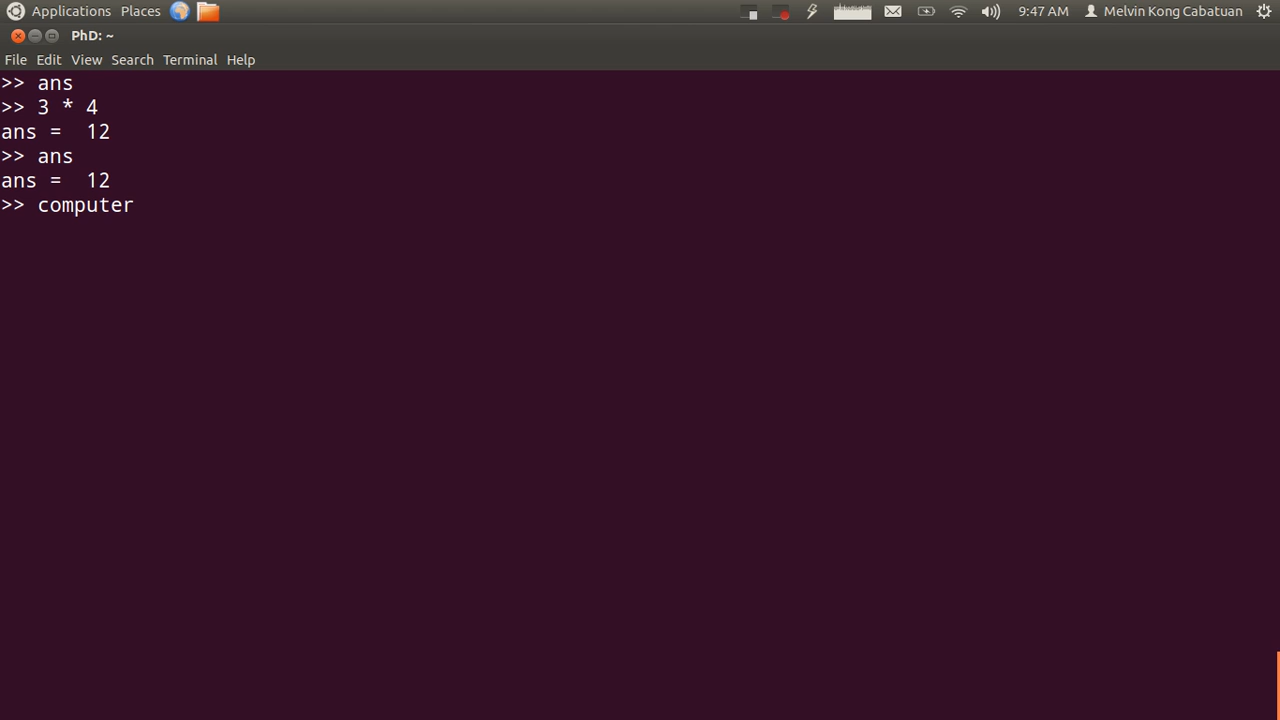 Applications Places 9:47 AM Melvin Kong Cabatuan
PhD: ~
File Edit View Search Terminal Help
>> ans
>> 3 * 4
ans =  12
>> ans
ans =  12
>> computer